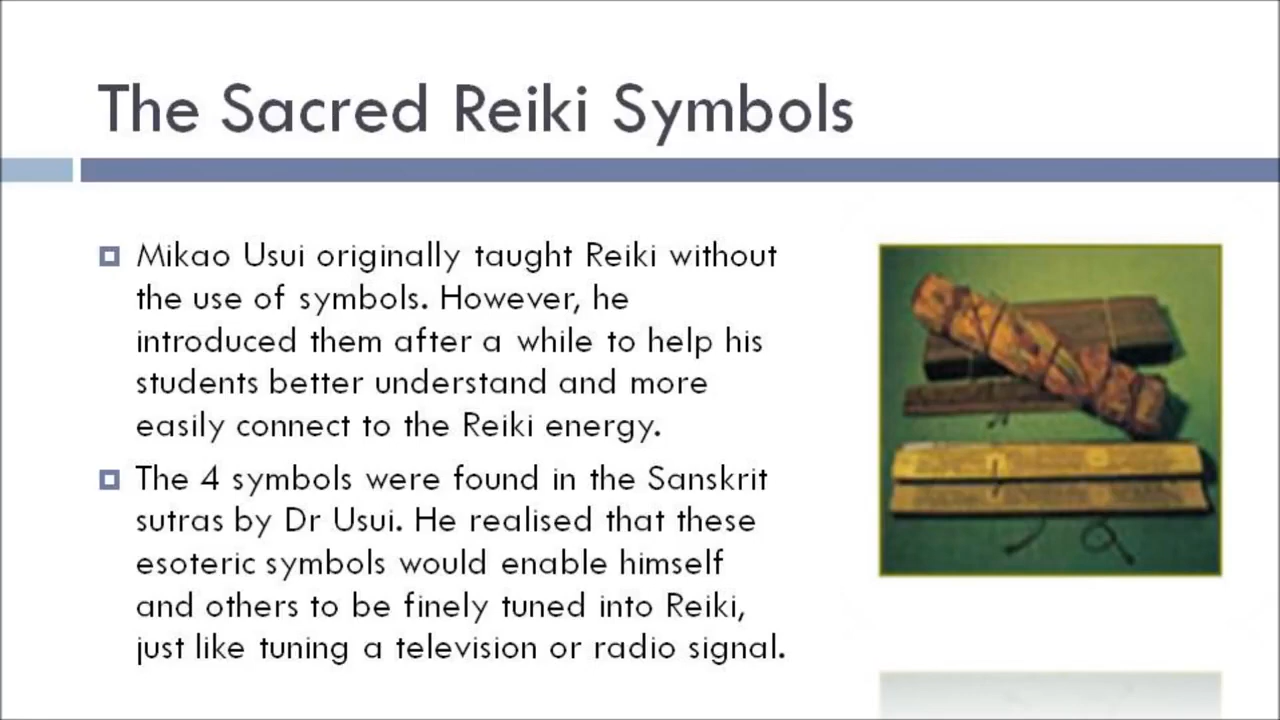 The Sacred Reiki Symbols
Mikao Usui originally taught Reiki without
the use of symbols. However, he
introduced them after a while to help his
students better understand and more
easily connect to the Reiki energy.
The 4 symbols were found in the Sanskrit
sutras by Dr Usui. He realised that these
esoteric symbols would enable himself
and others to be finely tuned into Reiki,
just like tuning a television or radio signal.